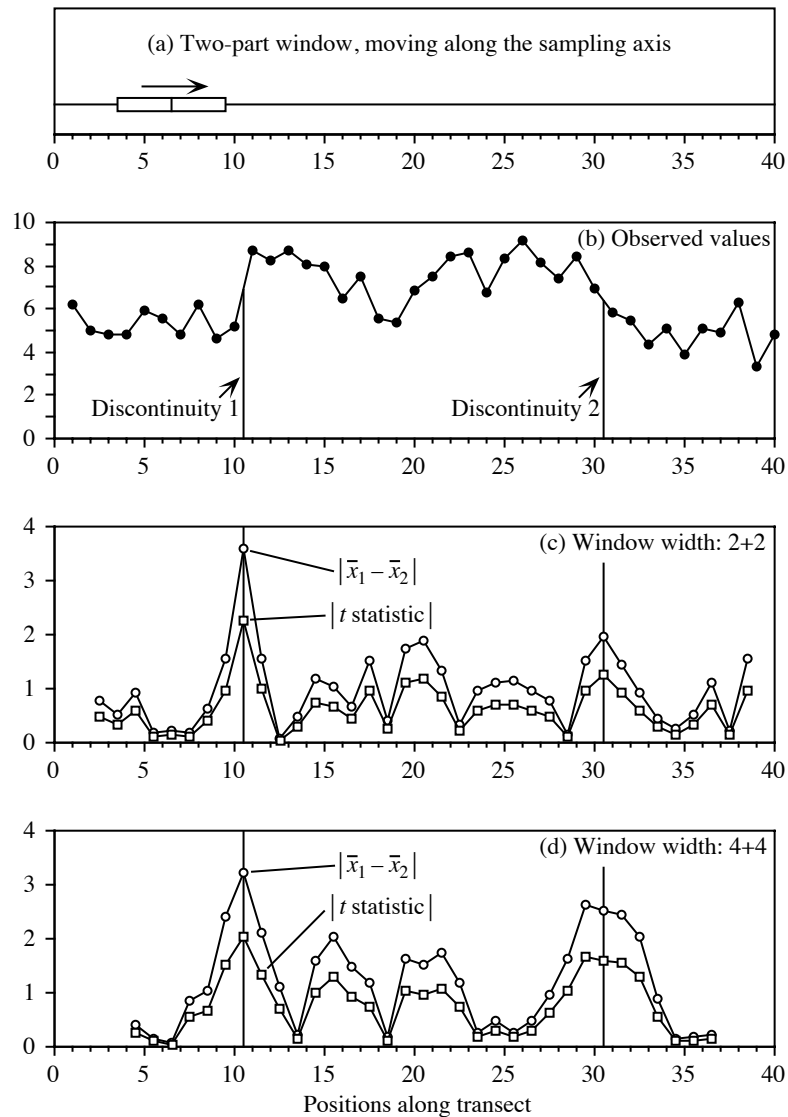 (a) Two-part window, moving along the sampling axis
0 5 10 15 20 25 30 35 40
10
(b) Observed values
8
6
4
2
Discontinuity 1
Discontinuity 2
0
0 5 10 15 20 25 30 35 40
4
(c) Window width: 2+2
|x̄₁ – x̄₂|
3
|t statistic|
2
1
0
0 5 10 15 20 25 30 35 40
4
(d) Window width: 4+4
|x̄₁ – x̄₂|
3
|t statistic|
2
1
0
0 5 10 15 20 25 30 35 40
Positions along transect